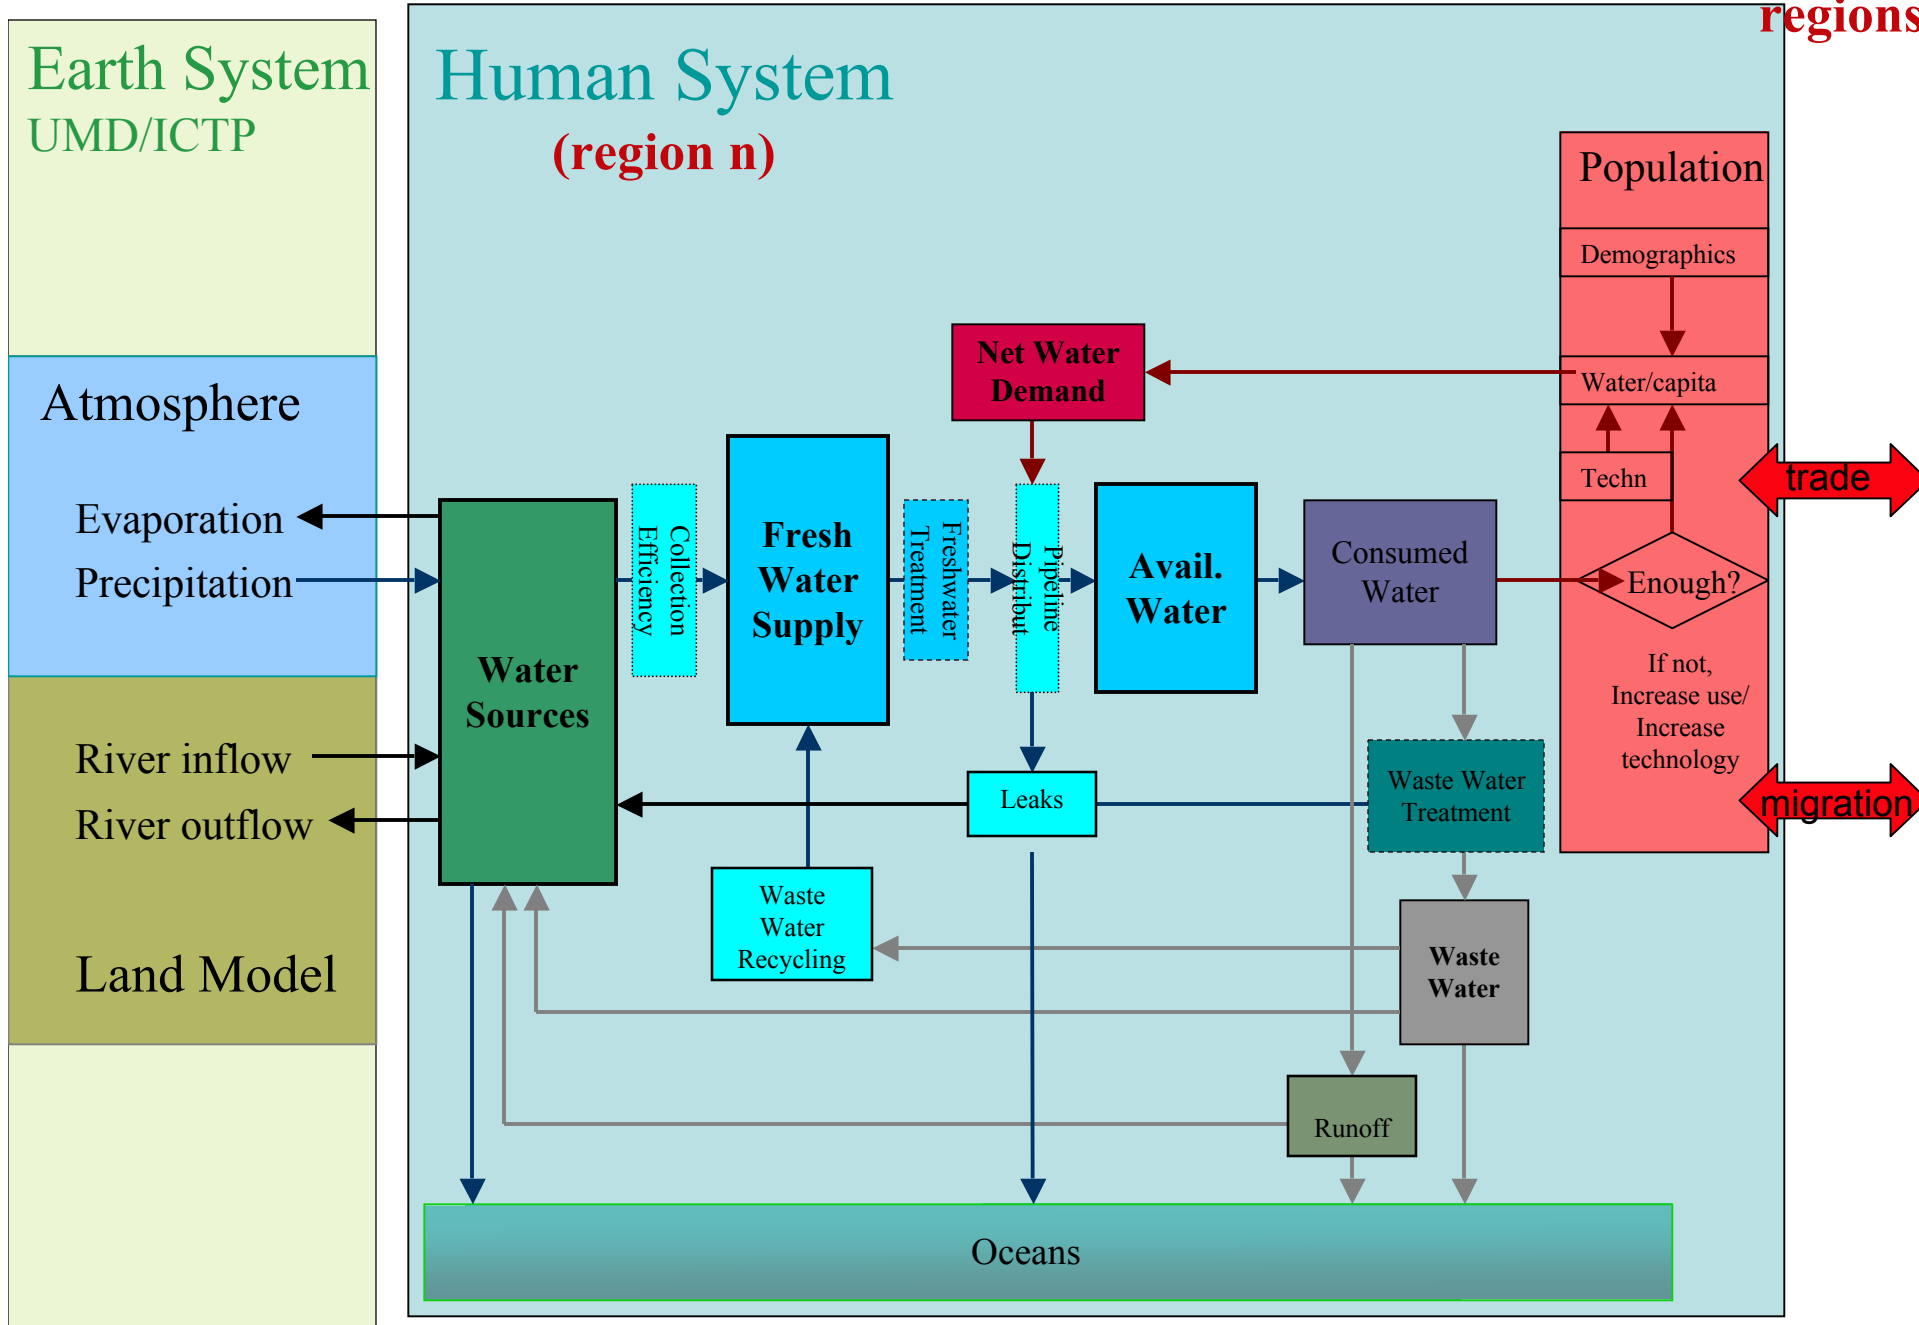 regions
Earth System
UMD/ICTP
Human System
(region n)
Population
Demographics
Water/capita
Techn
Enough?
If not,
Increase use/
Increase
technology
trade
migration
Net Water
Demand
Atmosphere
Evaporation
Precipitation
River inflow
River outflow
Land Model
Water
Sources
Collection
Efficiency
Fresh
Water
Supply
Freshwater
Treatment
Pipeline
Distribut
Avail.
Water
Consumed
Water
Leaks
Waste Water
Treatment
Waste
Water
Recycling
Waste
Water
Runoff
Oceans